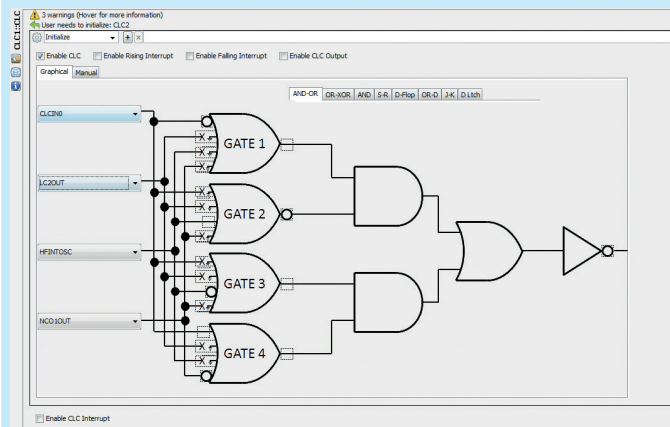 CLC1::CLC
3 warnings (Hover for more information)
User needs to initialize: CLC2
Initialize
Enable CLC Enable Rising Interrupt Enable Falling Interrupt Enable CLC Output
Graphical Manual
AND-OR OR-XOR AND S-R D-Flop OR-D J-K D Ltch
CLCIN0
GATE 1
LC2OUT
GATE 2
HFINTOSC
GATE 3
NCO1OUT
GATE 4
Enable CLC Interrupt